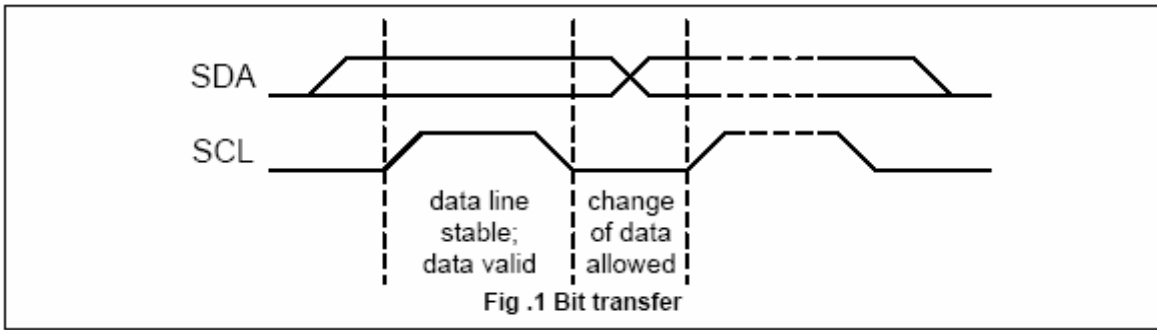 SDA
SCL
data line
stable;
data valid
change
of data
allowed
Fig .1 Bit transfer